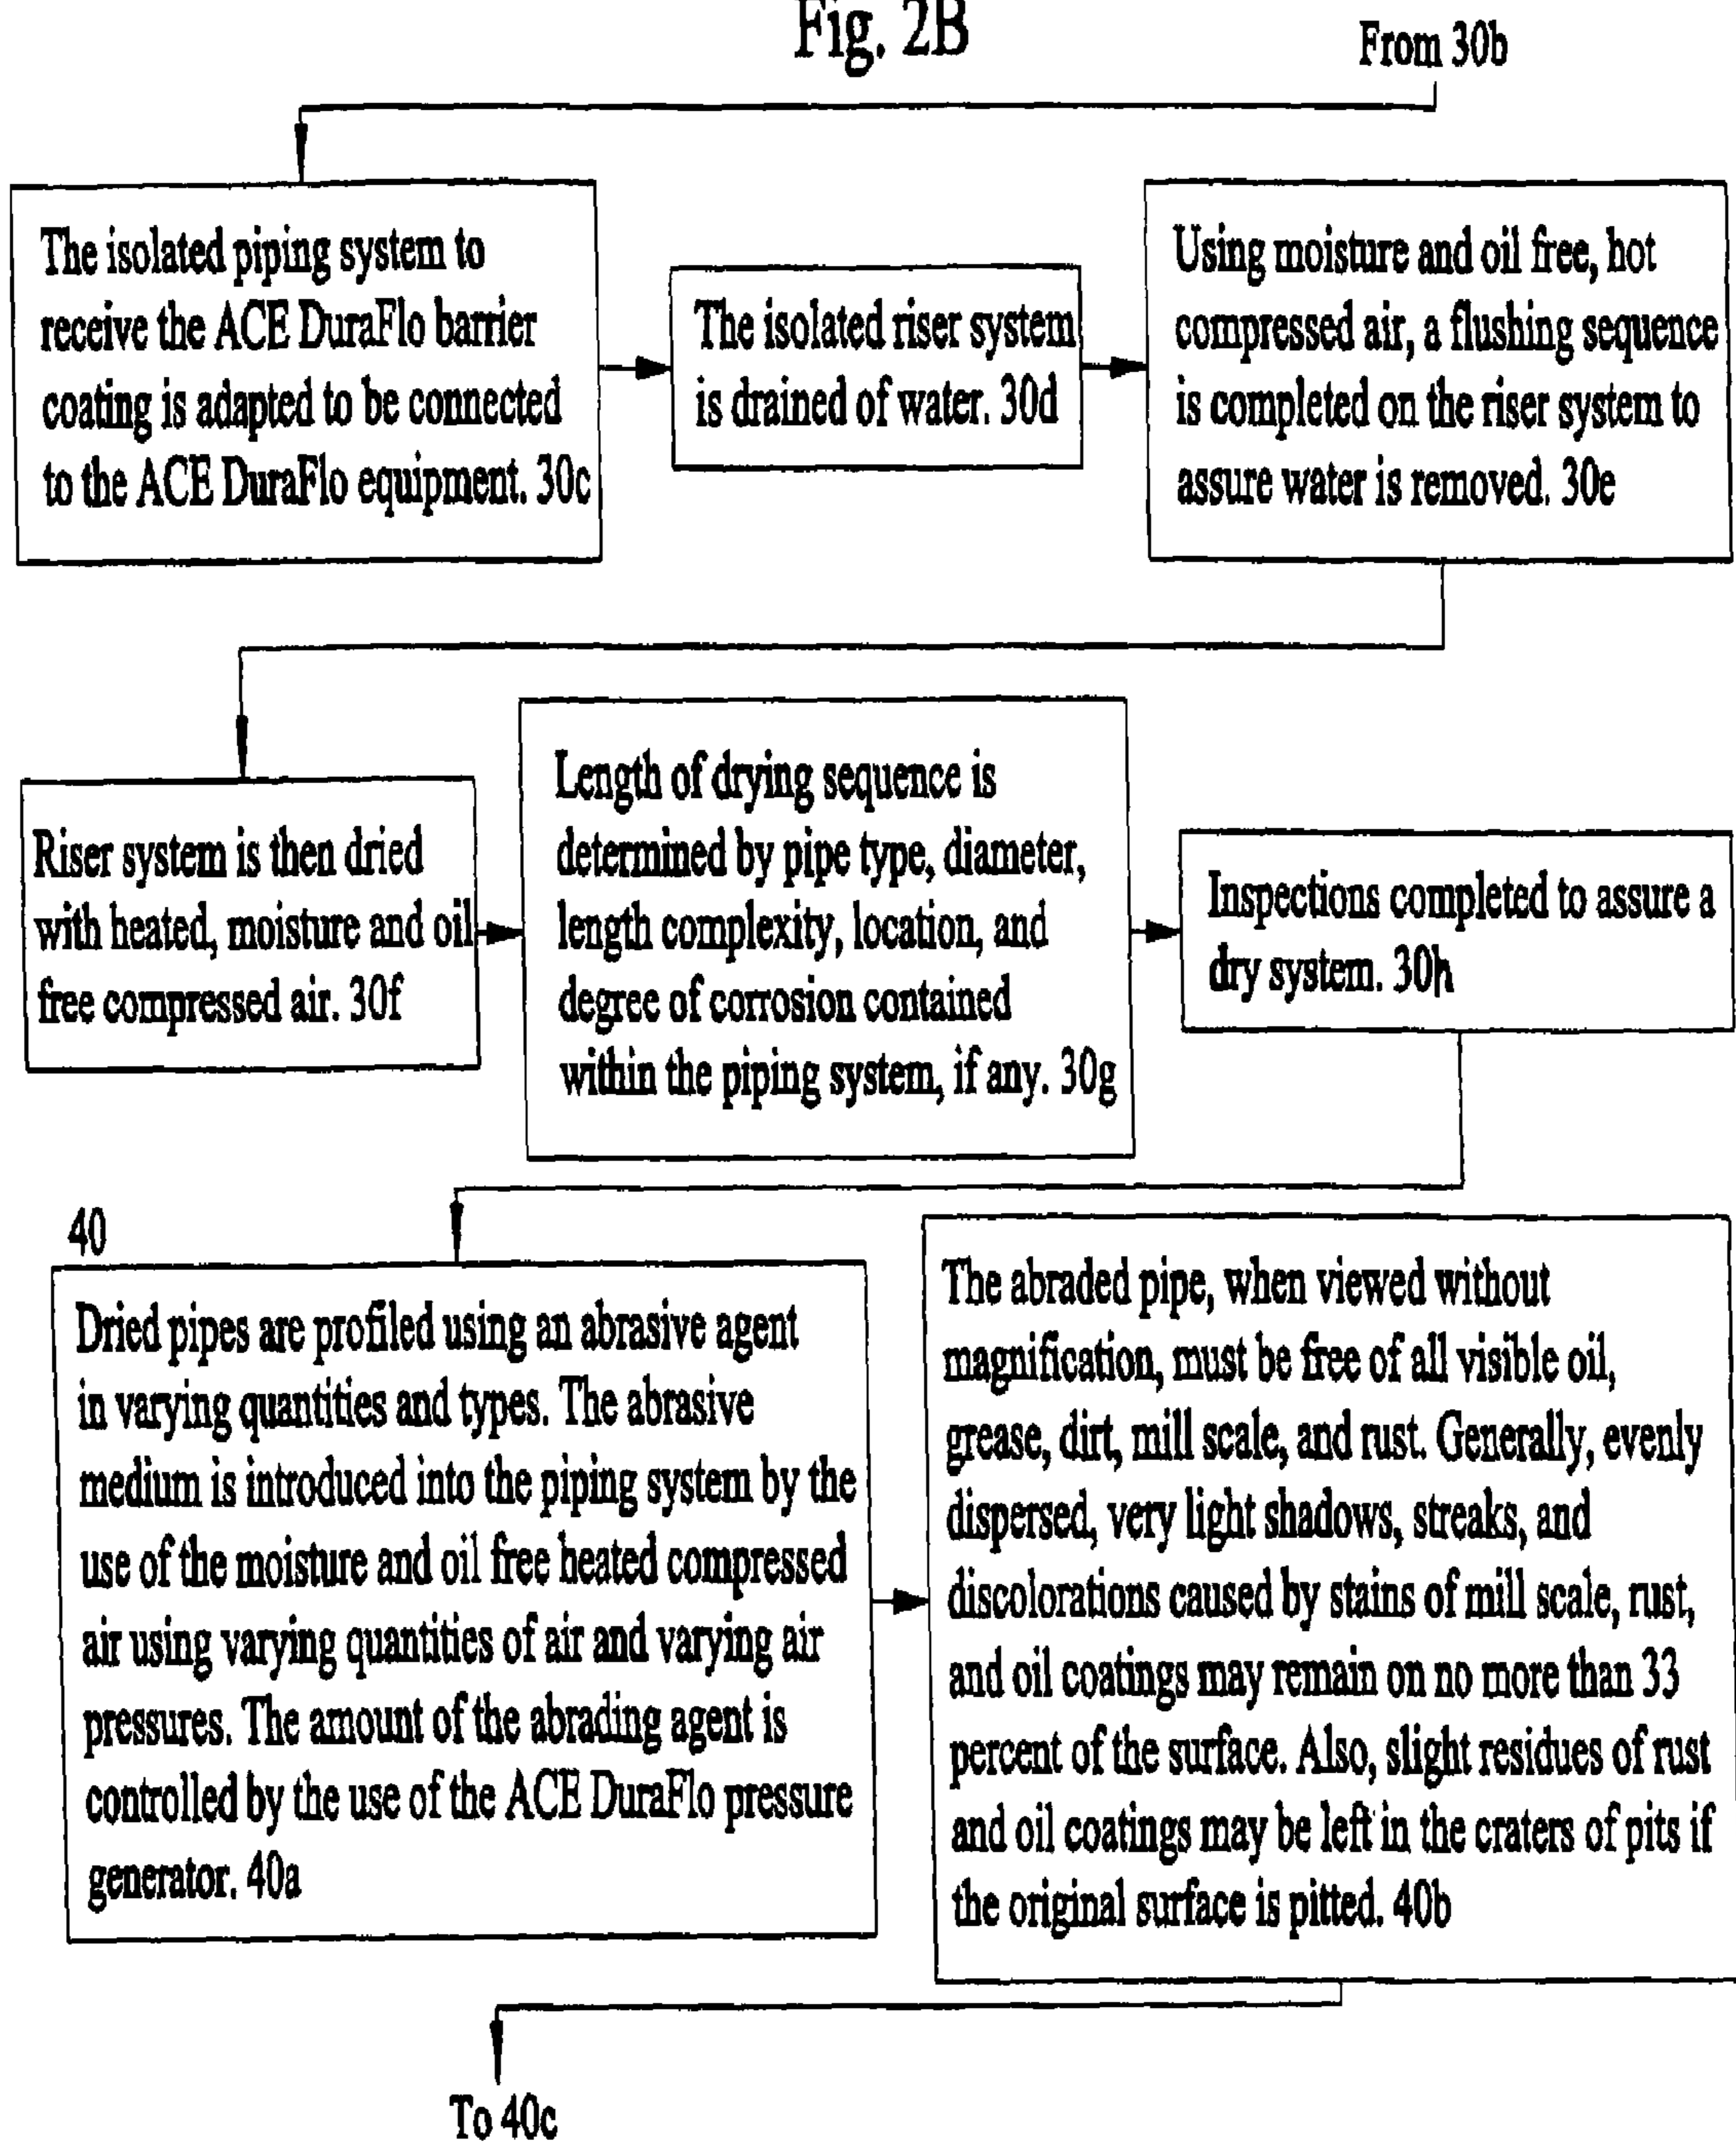 Fig. 2B
From 30b
The isolated piping system to
receive the ACE DuraFlo barrier
coating is adapted to be connected
to the ACE DuraFlo equipment. 30c
The isolated riser system
is drained of water. 30d
Using moisture and oil free, hot
compressed air, a flushing sequence
is completed on the riser system to
assure water is removed. 30e
Riser system is then dried
with heated, moisture and oil
free compressed air. 30f
Length of drying sequence is
determined by pipe type, diameter,
length complexity, location, and
degree of corrosion contained
within the piping system, if any. 30g
Inspections completed to assure a
dry system. 30h
40
Dried pipes are profiled using an abrasive agent
in varying quantities and types. The abrasive
medium is introduced into the piping system by the
use of the moisture and oil free heated compressed
air using varying quantities of air and varying air
pressures. The amount of the abrading agent is
controlled by the use of the ACE DuraFlo pressure
generator. 40a
The abraded pipe, when viewed without
magnification, must be free of all visible oil,
grease, dirt, mill scale, and rust. Generally, evenly
dispersed, very light shadows, streaks, and
discolorations caused by stains of mill scale, rust,
and oil coatings may remain on no more than 33
percent of the surface. Also, slight residues of rust
and oil coatings may be left in the craters of pits if
the original surface is pitted. 40b
To 40c